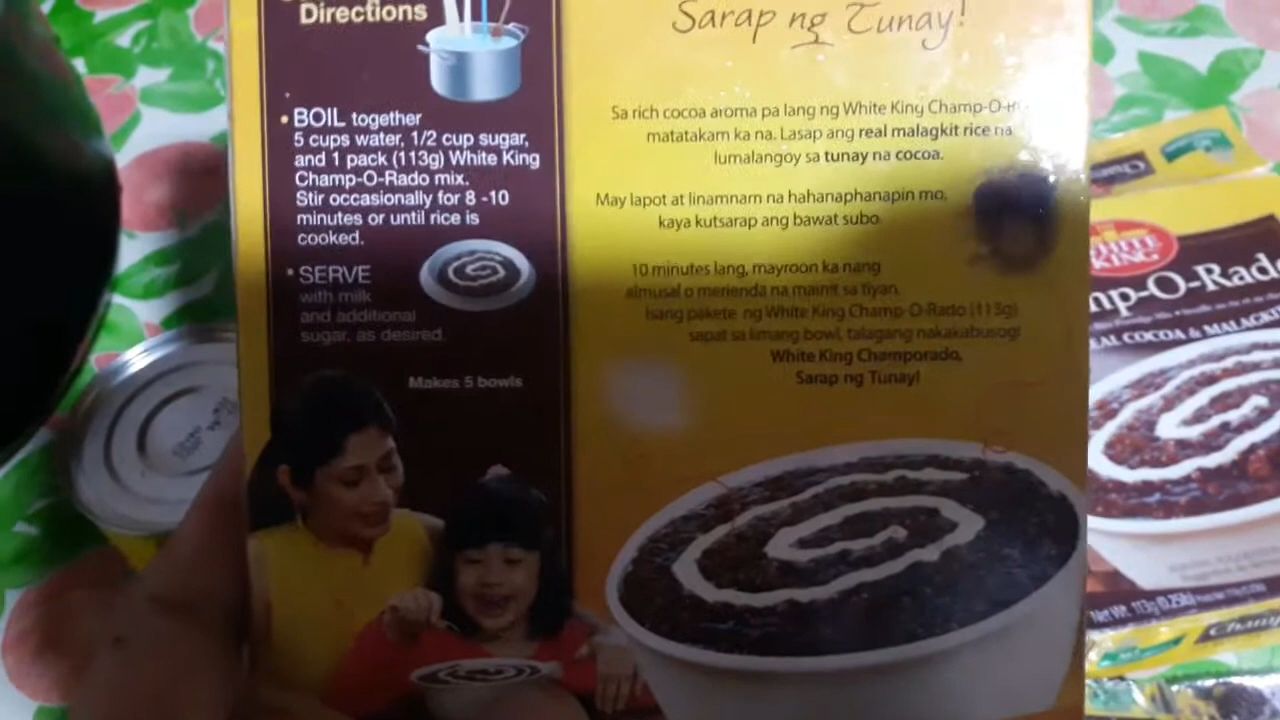 Directions
• BOIL together
5 cups water, 1/2 cup sugar,
and 1 pack (113g) White King
Champ-O-Rado mix.
Stir occasionally for 8 -10
minutes or until rice is
cooked.
• SERVE
with milk
and additional
sugar, as desired.
Makes 5 bowls
Sarap ng Tunay!
Sa rich cocoa aroma pa lang ng White King
matatakam ka na. Lasap ang real malagkit rice na
lumalangoy sa tunay na cocoa.
May lapot at linamnam na hahanaphanapin mo,
kaya kutsarap ang bawat subo.
10 minutes lang, mayroon ka nang
almusal o merienda na mainit sa tiyan.
Isang pakete ng White King Champ-O-Rado (113g)
sapat sa limang bowl, talagang nakakabusog!
White King Champorado,
Sarap ng Tunay!
WHITE
KING
mp-O-Rado
EAL COCOA & MALAGKI
Net Wt. 113g
Champ